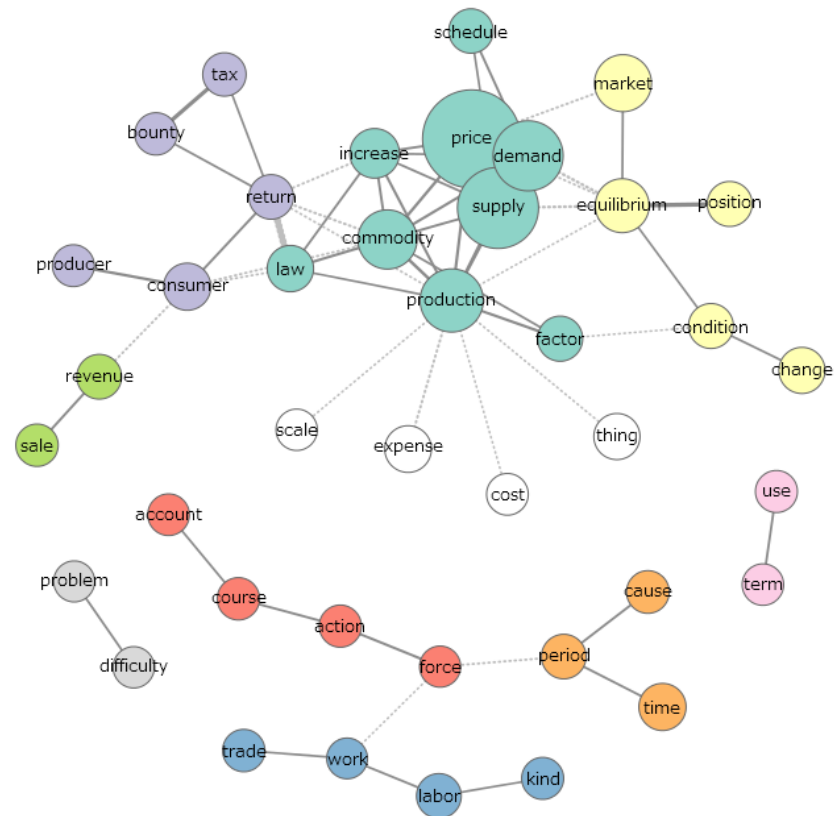 schedule
tax
market
bounty
price
increase
demand
return
supply
equilibrium
position
commodity
law
producer
consumer
production
condition
factor
revenue
change
scale
thing
sale
expense
cost
use
account
problem
term
cause
course
action
difficulty
force
period
time
trade
work
kind
labor